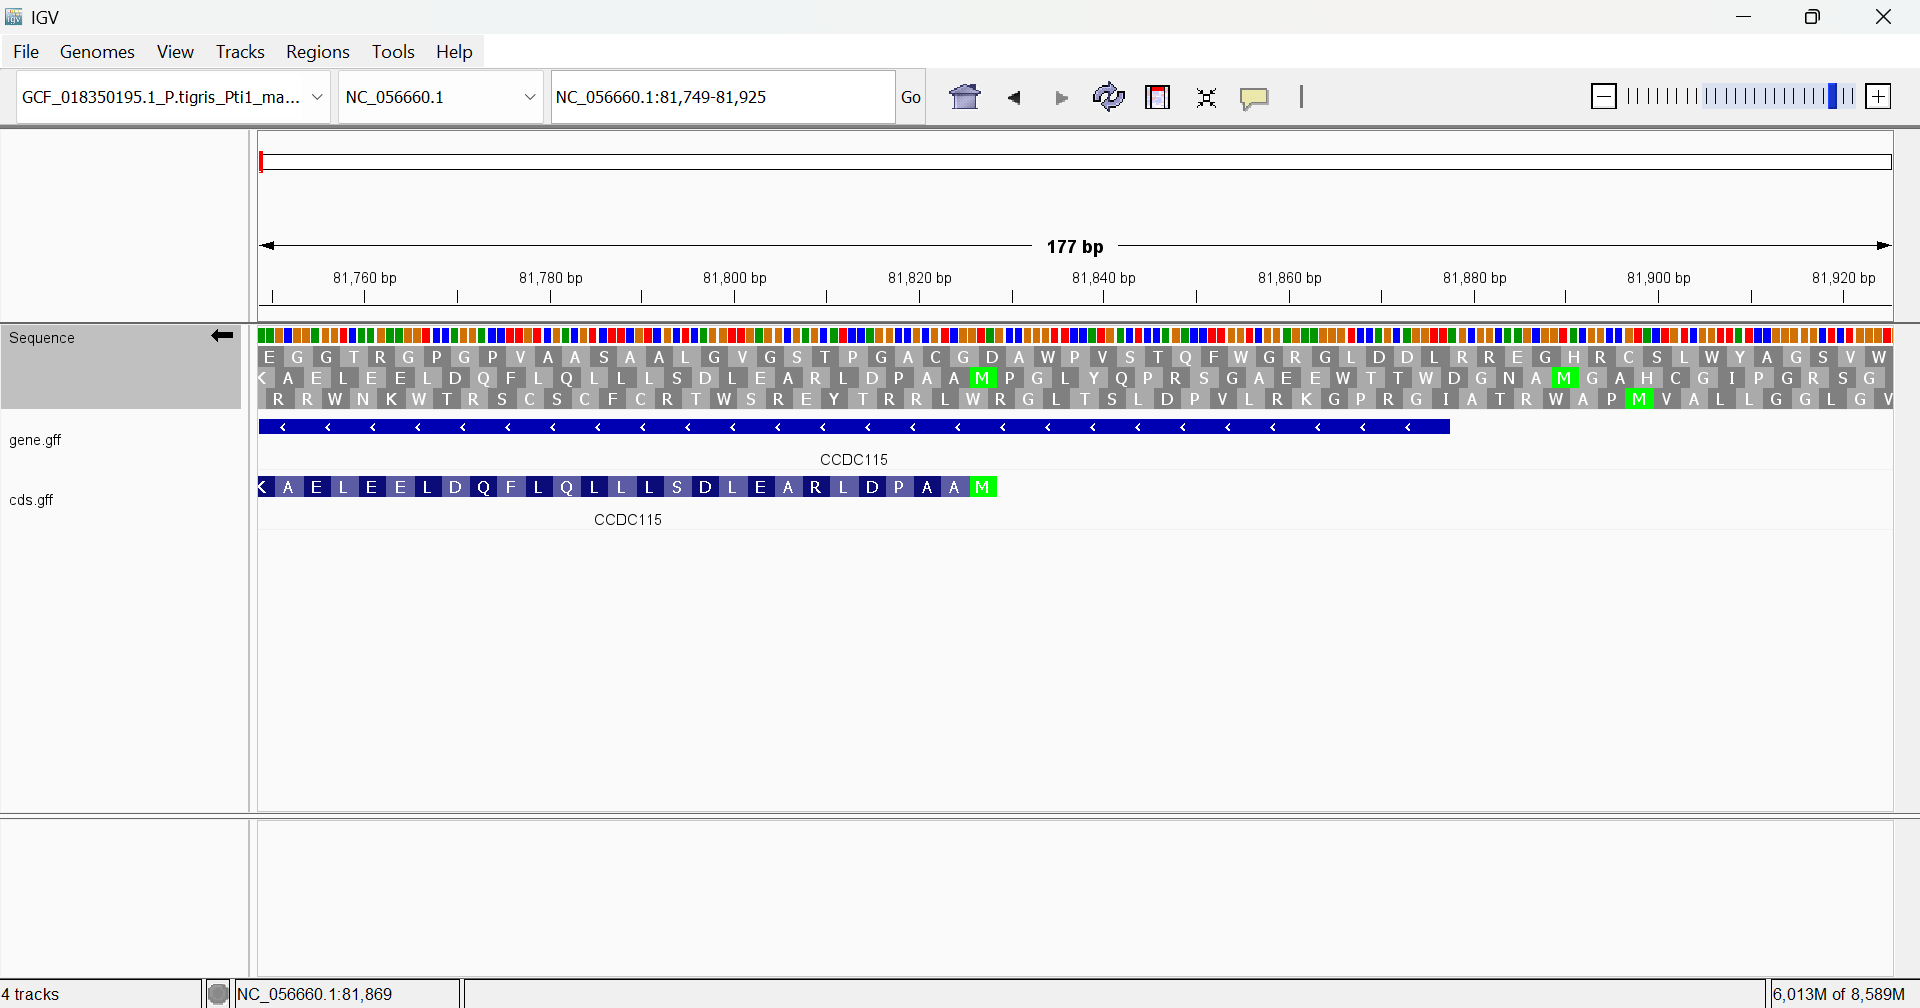 IGV
File Genomes View Tracks Regions Tools Help
GCF_018350195.1_P.tigris_Pti1_ma... NC_056660.1 NC_056660.1:81,749-81,925 Go
177 bp
81,760 bp 81,780 bp 81,800 bp 81,820 bp 81,840 bp 81,860 bp 81,880 bp 81,900 bp 81,920 bp
Sequence
E G G T R G P G P V A A S A A L G V G S T P G A C G D A W P V S T Q F W G R G L D D L R R E G H R C S L W Y A G S V W
K A E L E E L D Q F L Q L L L S D L E A R L D P A A M P G L Y Q P R S G A E E W T T W D G N A M G A H C G I P G R S G
R R W N K W T R S C S C F C R T W S R E Y T R R L W R G L T S L D P V L R K G P R G I A T R W A P M V A L L G G L G V
gene.gff
CCDC115
K A E L E E L D Q F L Q L L L S D L E A R L D P A A M
cds.gff
CCDC115
4 tracks NC_056660.1:81,869 6,013M of 8,589M